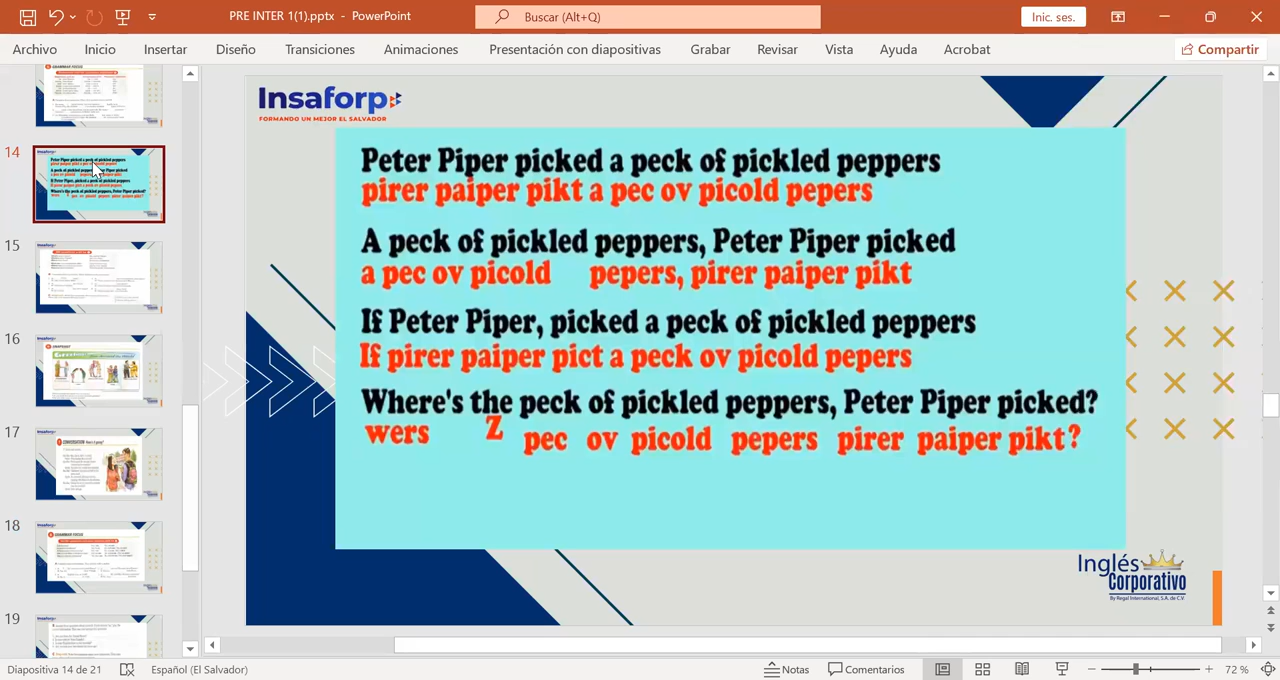 PRE INTER 1(1).pptx - PowerPoint
Buscar (Alt+Q)
Inic. ses.
Archivo Inicio Insertar Diseño Transiciones Animaciones Presentación con diapositivas Grabar Revisar Vista Ayuda Acrobat Compartir
14
15
16
17
18
19
Insaforp
FORMANDO UN MEJOR EL SALVADOR
Peter Piper picked a peck of pickled peppers
pirer paiper pikt a pec ov picold pepers
A peck of pickled peppers, Peter Piper picked
a pec ov picold pepers, pirer paiper pikt
If Peter Piper, picked a peck of pickled peppers
If pirer paiper pict a peck ov picold pepers
Where's the peck of pickled peppers, Peter Piper picked?
wers Z pec ov picold pepers pirer paiper pikt?
Inglés
Corporativo
By Regal International, S.A. de C.V.
Diapositiva 14 de 21 Español (El Salvador) Notas Comentarios 72 %